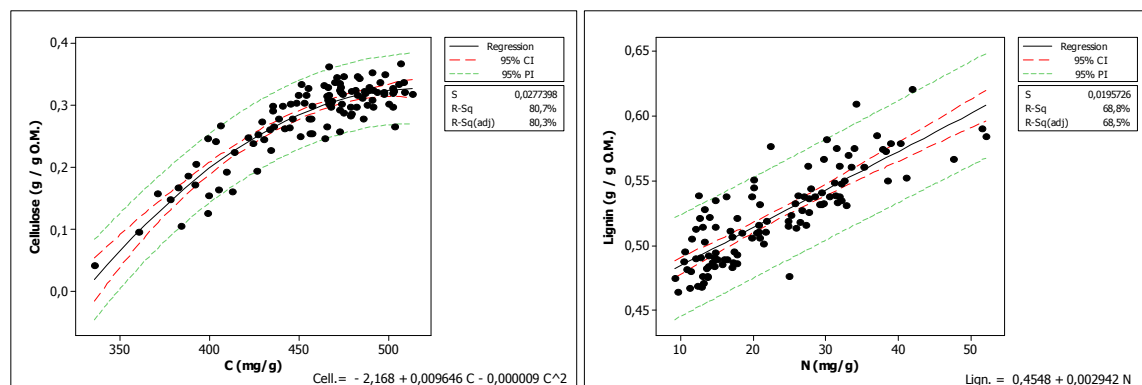 0,4
0,3
0,2
0,1
0,0
Cellulose (g / g O.M.)
350 400 450 500
C (mg/g)
Regression
95% CI
95% PI
S 0,0277398
R-Sq 80,7%
R-Sq(adj) 80,3%
Cell.= - 2,168 + 0,009646 C - 0,000009 C^2
0,65
0,60
0,55
0,50
0,45
Lignin (g / g O.M.)
10 20 30 40 50
N (mg/g)
Regression
95% CI
95% PI
S 0,0195726
R-Sq 68,8%
R-Sq(adj) 68,5%
Lign. = 0,4548 + 0,002942 N